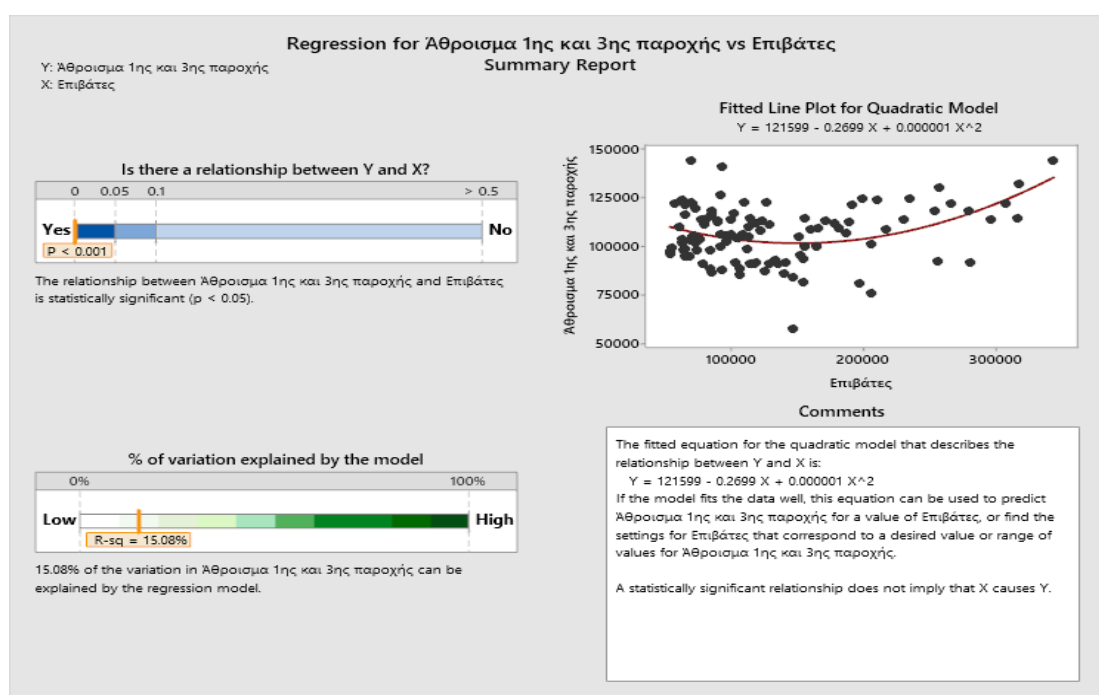 Regression for Άθροισμα 1ης και 3ης παροχής vs Επιβάτες
Summary Report
Y: Άθροισμα 1ης και 3ης παροχής
X: Επιβάτες
Is there a relationship between Y and X?
0 0.05 0.1 > 0.5
Yes No
P < 0.001
The relationship between Άθροισμα 1ης και 3ης παροχής and Επιβάτες
is statistically significant (p < 0.05).
% of variation explained by the model
0% 100%
Low High
R-sq = 15.08%
15.08% of the variation in Άθροισμα 1ης και 3ης παροχής can be
explained by the regression model.
Fitted Line Plot for Quadratic Model
Y = 121599 - 0.2699 X + 0.000001 X^2
Άθροισμα 1ης και 3ης παροχής
150000
125000
100000
75000
50000
100000 200000 300000
Επιβάτες
Comments
The fitted equation for the quadratic model that describes the
relationship between Y and X is:
Y = 121599 - 0.2699 X + 0.000001 X^2
If the model fits the data well, this equation can be used to predict
Άθροισμα 1ης και 3ης παροχής for a value of Επιβάτες, or find the
settings for Επιβάτες that correspond to a desired value or range of
values for Άθροισμα 1ης και 3ης παροχής.
A statistically significant relationship does not imply that X causes Y.